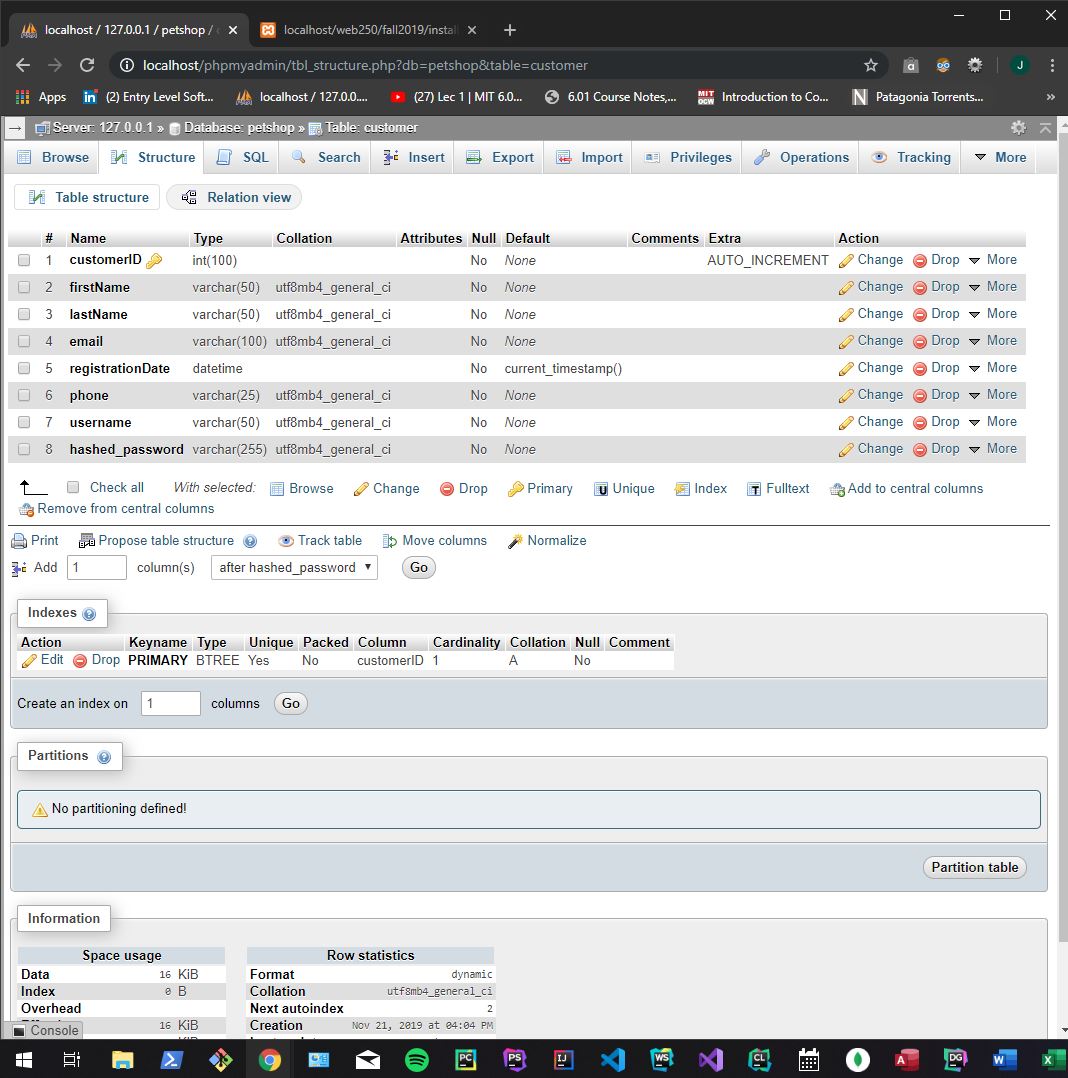 localhost / 127.0.0.1 / petshop / c
localhost/web250/fall2019/install
localhost/phpmyadmin/tbl_structure.php?db=petshop&table=customer
J
Apps
(2) Entry Level Soft...
localhost / 127.0.0....
(27) Lec 1 | MIT 6.0...
6.01 Course Notes,...
MIT OCW Introduction to Co...
N Patagonia Torrents...
»
Server: 127.0.0.1 » Database: petshop » Table: customer
Browse Structure SQL Search Insert Export Import Privileges Operations Tracking More
Table structure Relation view
# Name Type Collation Attributes Null Default Comments Extra Action
1 customerID int(100) No None AUTO_INCREMENT Change Drop More
2 firstName varchar(50) utf8mb4_general_ci No None Change Drop More
3 lastName varchar(50) utf8mb4_general_ci No None Change Drop More
4 email varchar(100) utf8mb4_general_ci No None Change Drop More
5 registrationDate datetime No current_timestamp() Change Drop More
6 phone varchar(25) utf8mb4_general_ci No None Change Drop More
7 username varchar(50) utf8mb4_general_ci No None Change Drop More
8 hashed_password varchar(255) utf8mb4_general_ci No None Change Drop More
Check all With selected: Browse Change Drop Primary Unique Index Fulltext Add to central columns
Remove from central columns
Print Propose table structure Track table Move columns Normalize
Add 1 column(s) after hashed_password Go
Indexes
Action Keyname Type Unique Packed Column Cardinality Collation Null Comment
Edit Drop PRIMARY BTREE Yes No customerID 1 A No
Create an index on 1 columns Go
Partitions
No partitioning defined!
Partition table
Information
Space usage
Data 16 KiB
Index 0 B
Overhead
16 KiB
Row statistics
Format dynamic
Collation utf8mb4_general_ci
Next autoindex 2
Creation Nov 21, 2019 at 04:04 PM
Console
PC PS IJ WS CL A DG W X